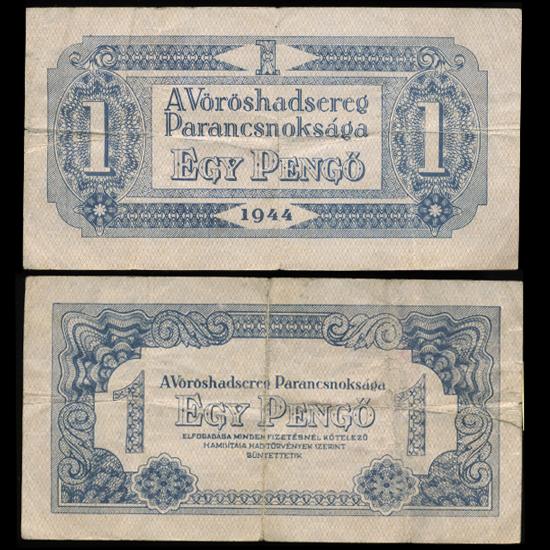 1
A Vöröshadsereg
Parancsnoksága
1 1
EGY PENGŐ
1944
A Vöröshadsereg Parancsnoksága
1 1
EGY PENGŐ
ELFOGADÁSA MINDEN FIZETÉSNÉL KÖTELEZŐ
HAMISÍTÁSA HADITÖRVÉNYEK SZERINT
BÜNTETTETIK